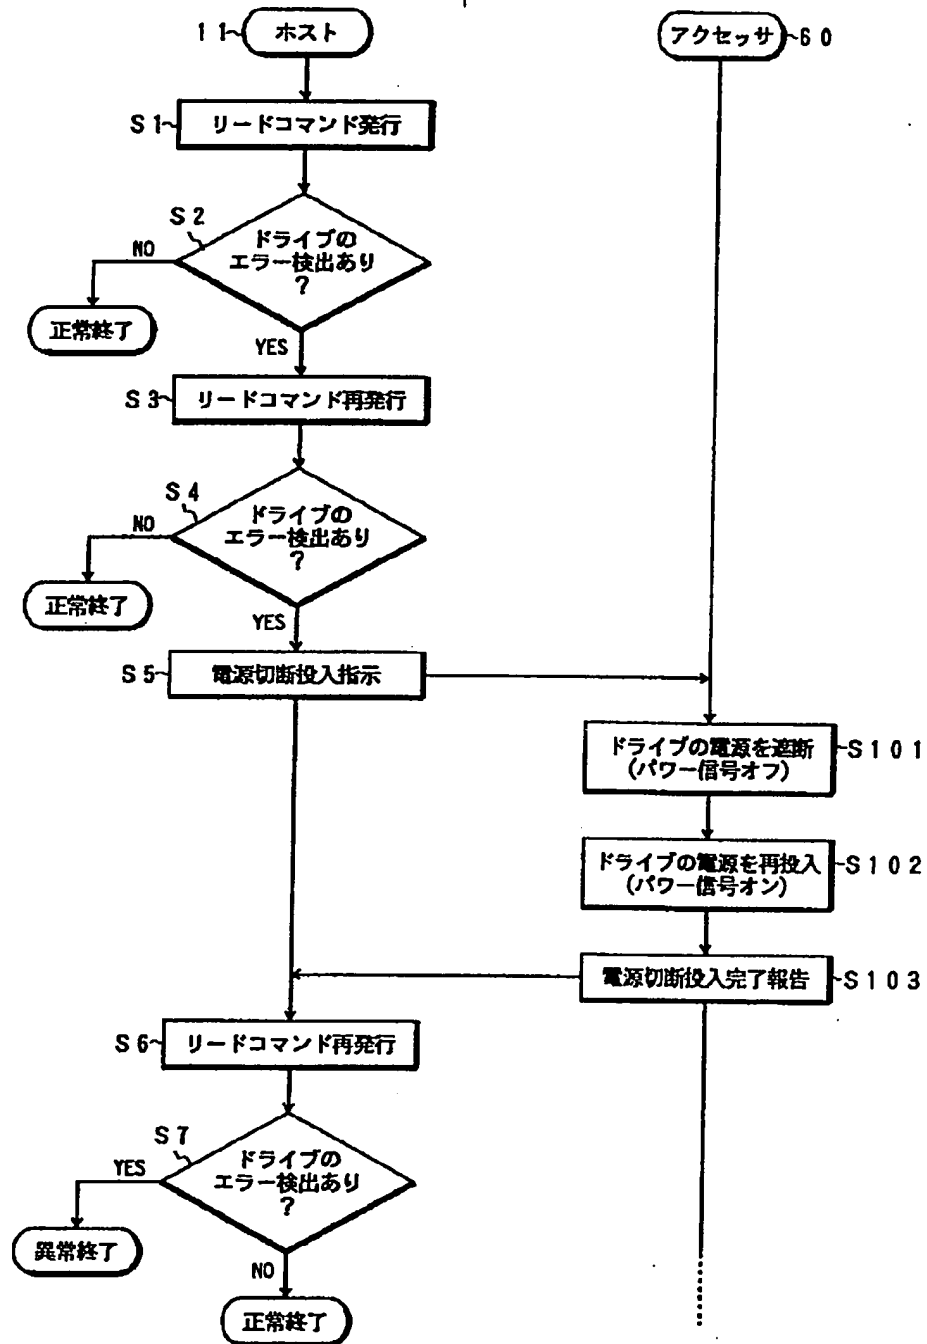 11
ホスト
アクセッサ
60
S1
リードコマンド発行
S2
ドライブの
エラー検出あり
?
NO
正常終了
YES
S3
リードコマンド再発行
S4
ドライブの
エラー検出あり
?
NO
正常終了
YES
S5
電源切断投入指示
ドライブの電源を遮断
(パワー信号オフ)
S101
ドライブの電源を再投入
(パワー信号オン)
S102
電源切断投入完了報告
S103
S6
リードコマンド再発行
S7
ドライブの
エラー検出あり
?
YES
異常終了
NO
正常終了